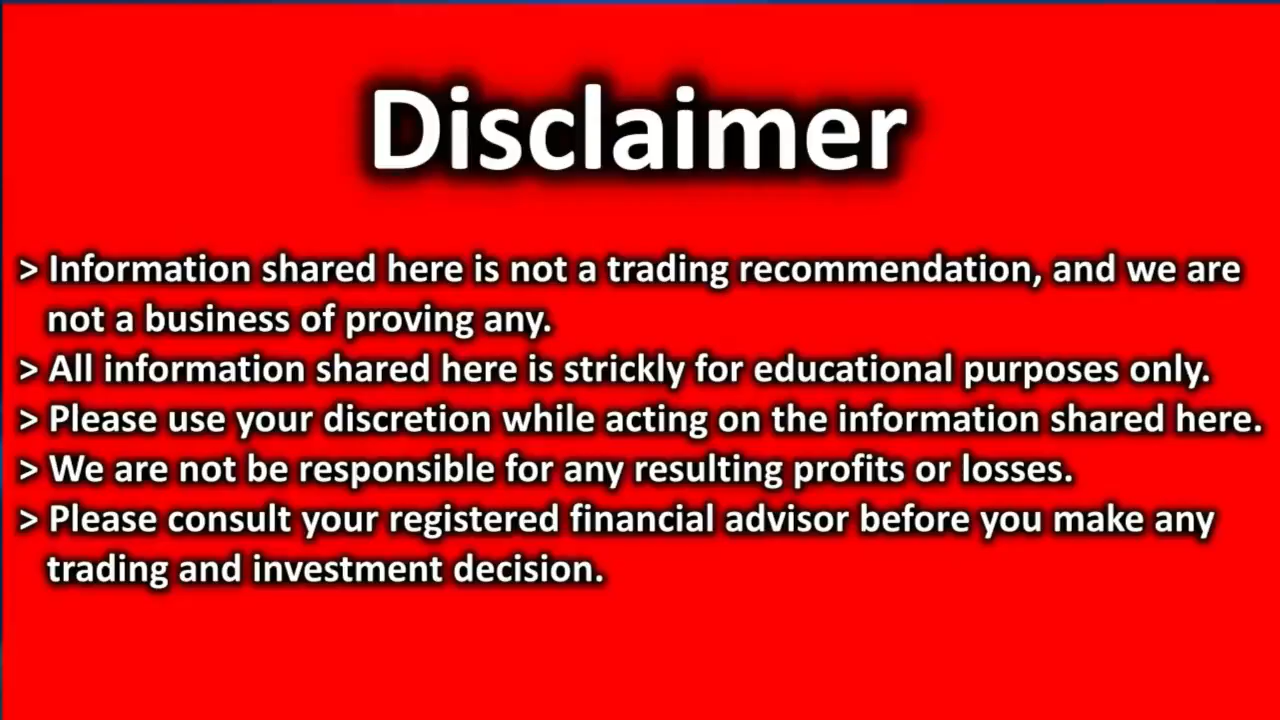 Disclaimer
> Information shared here is not a trading recommendation, and we are
not a business of proving any.
> All information shared here is strickly for educational purposes only.
> Please use your discretion while acting on the information shared here.
> We are not be responsible for any resulting profits or losses.
> Please consult your registered financial advisor before you make any
trading and investment decision.